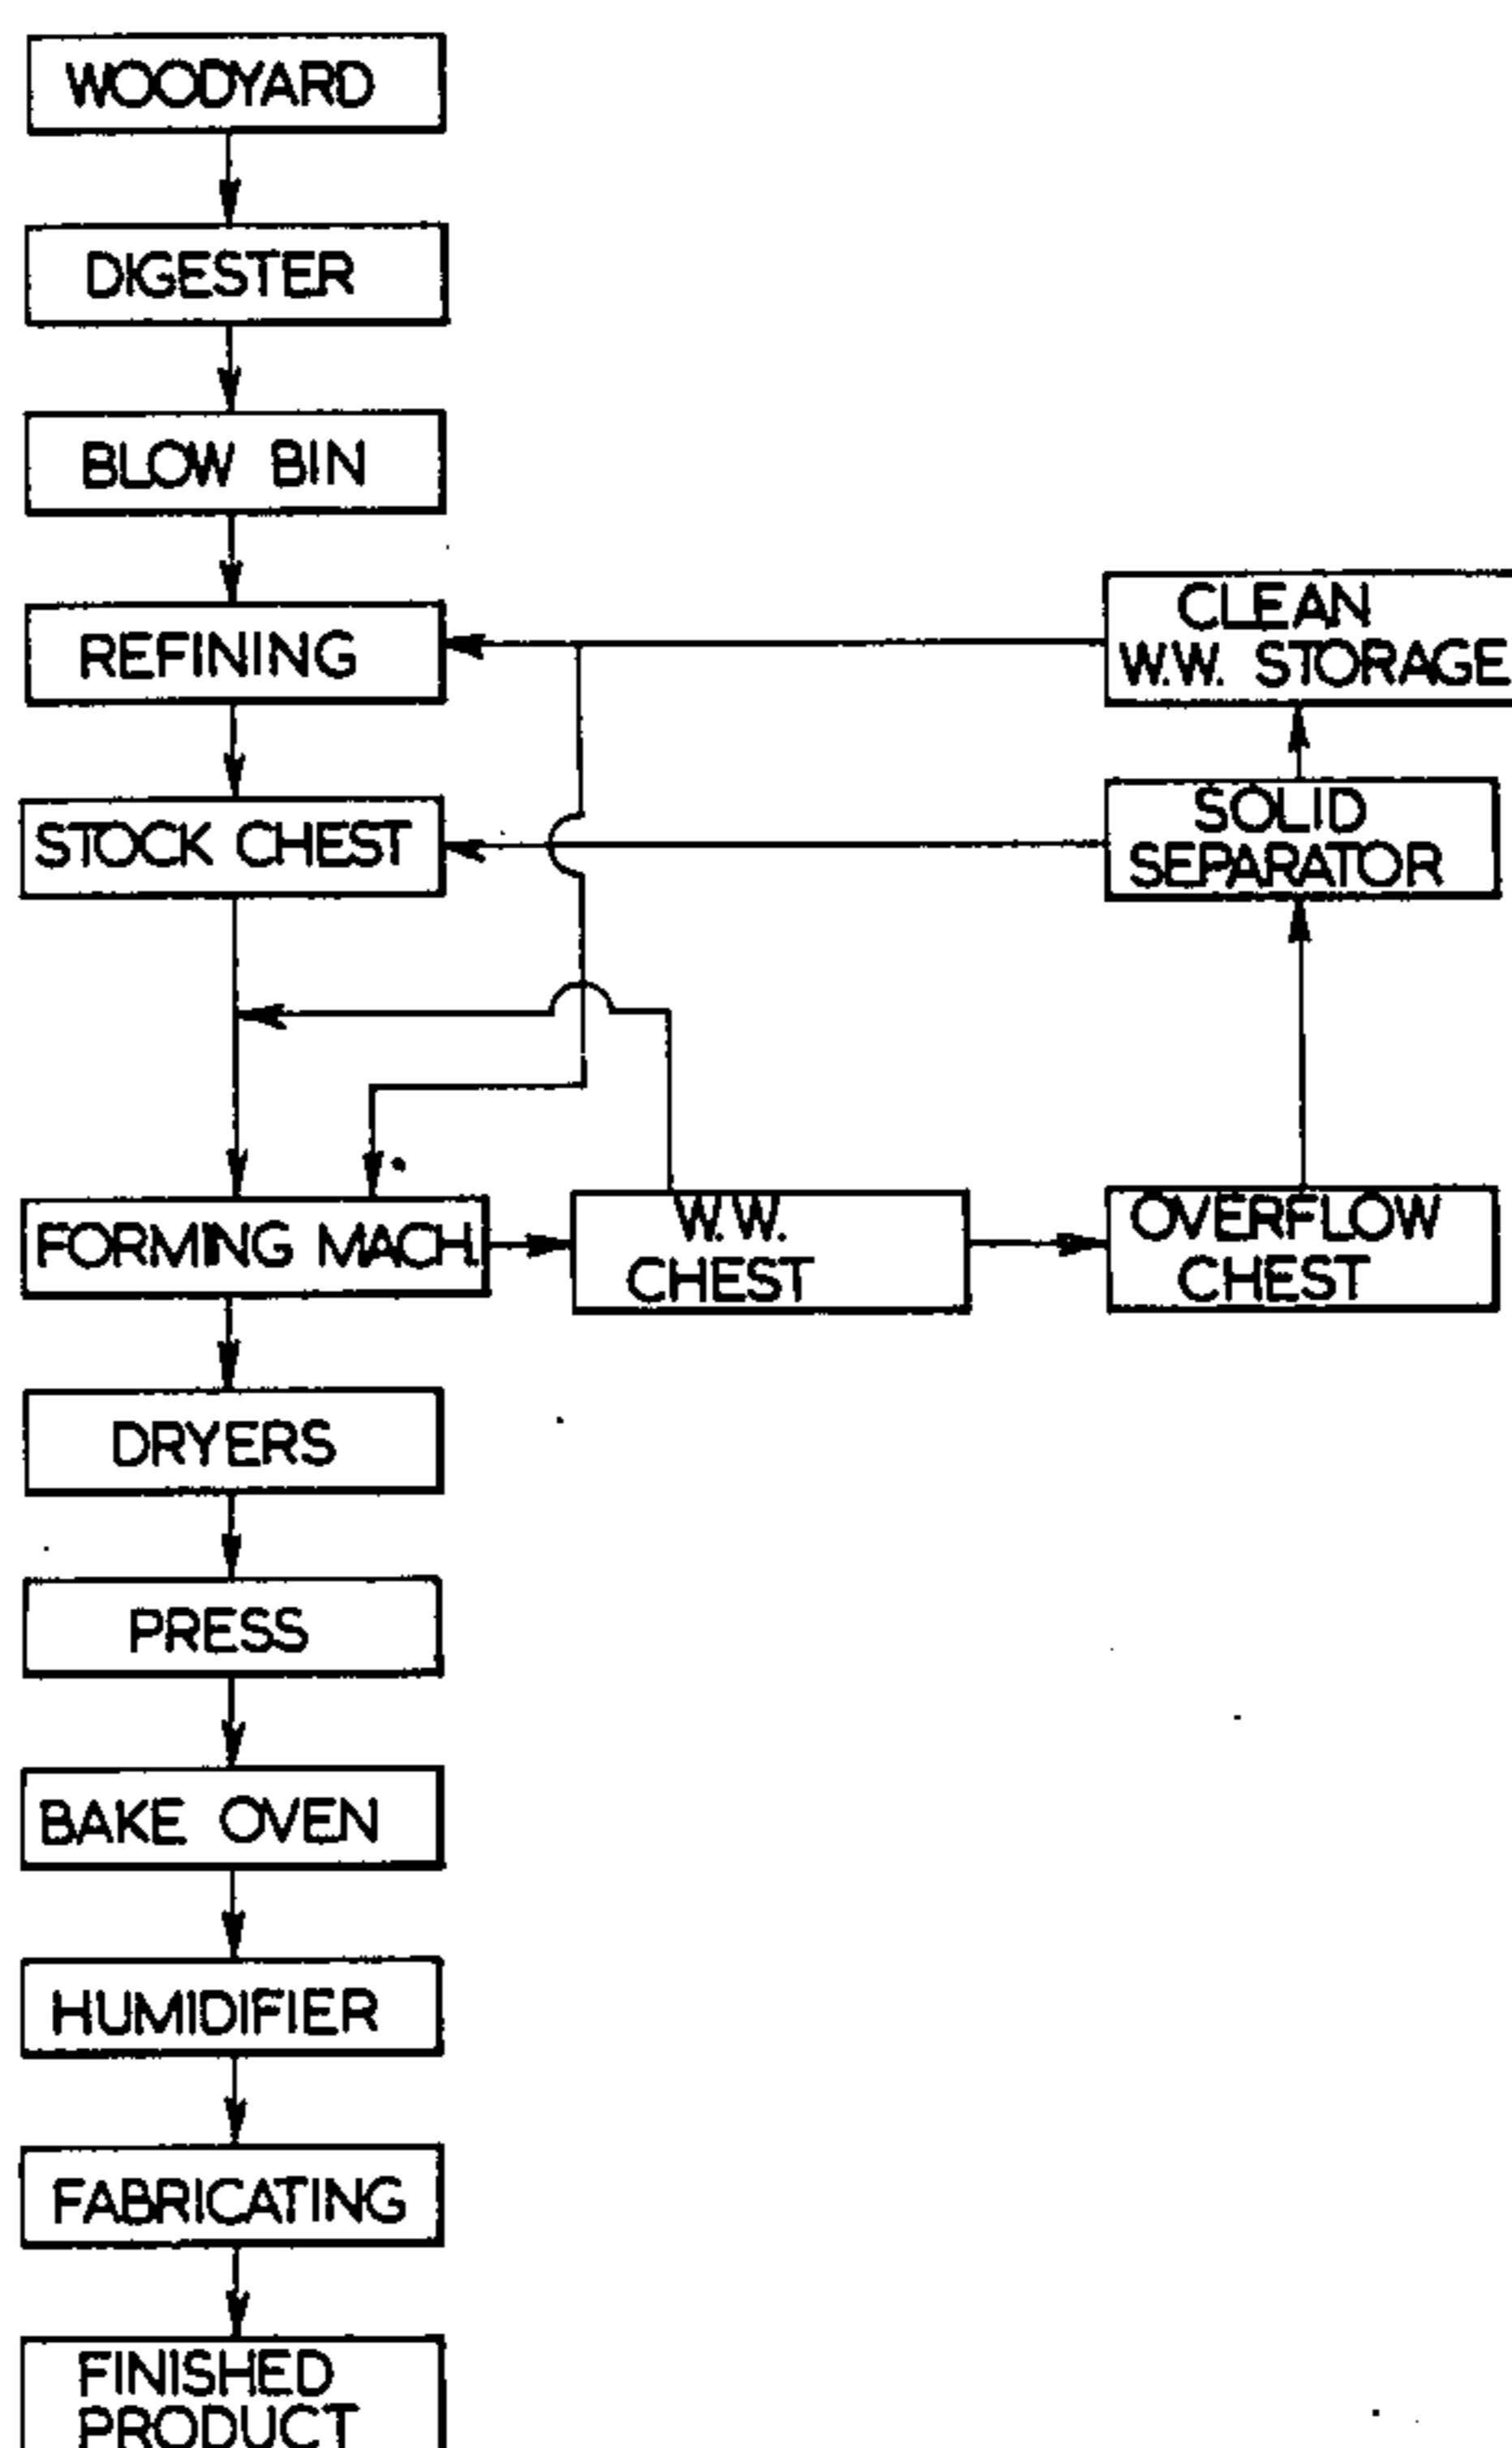 WOODYARD
DIGESTER
BLOW BIN
REFINING
STOCK CHEST
CLEAN
W.W. STORAGE
SOLID
SEPARATOR
FORMING MACH.
W.W.
CHEST
OVERFLOW
CHEST
DRYERS
PRESS
BAKE OVEN
HUMIDIFIER
FABRICATING
FINISHED
PRODUCT